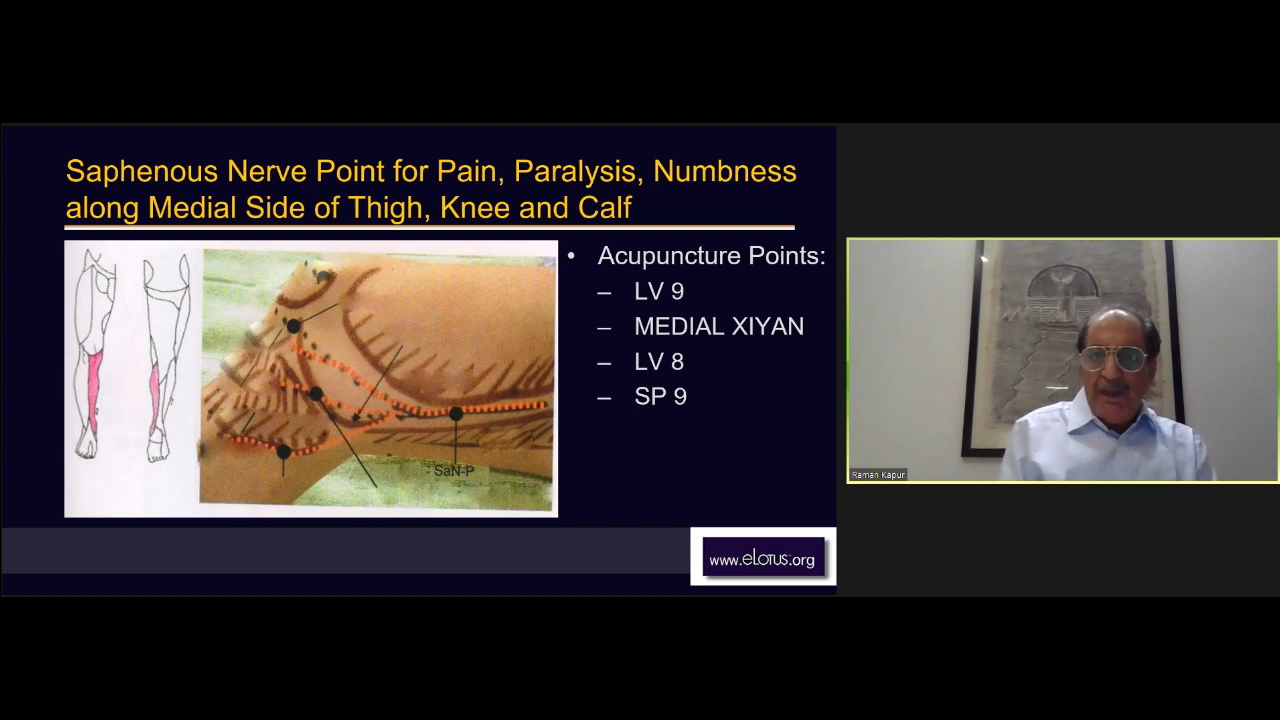 Saphenous Nerve Point for Pain, Paralysis, Numbness
along Medial Side of Thigh, Knee and Calf
• Acupuncture Points:
– LV 9
– MEDIAL XIYAN
– LV 8
– SP 9
SaN-P
www.eLotus.org
Raman Kapur